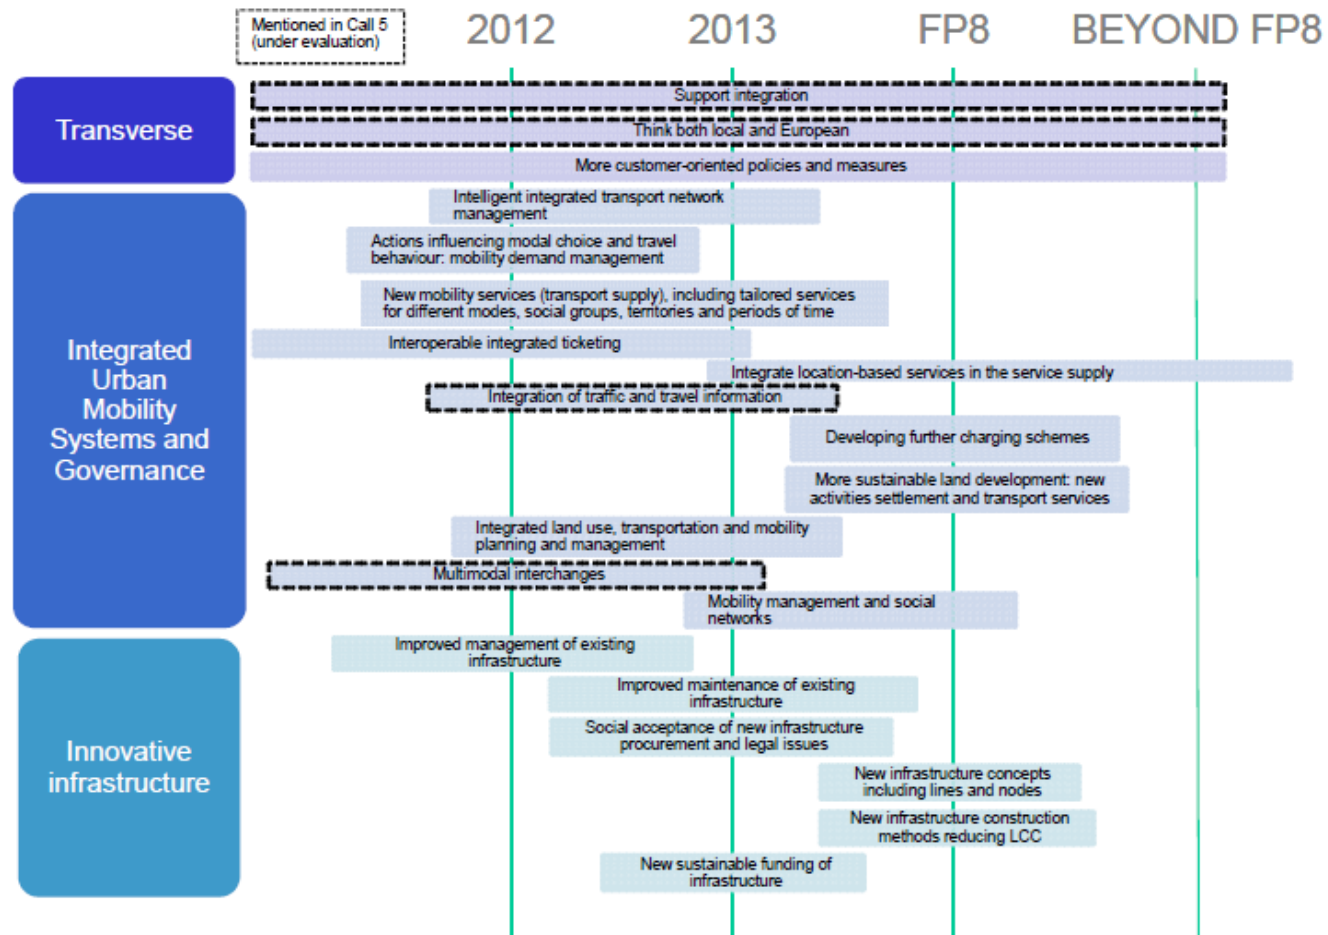 Mentioned in Call 5
(under evaluation)
2012
2013
FP8
BEYOND FP8
Transverse
Support integration
Think both local and European
More customer-oriented policies and measures
Integrated
Urban
Mobility
Systems and
Governance
Intelligent integrated transport network
management
Actions influencing modal choice and travel
behaviour: mobility demand management
New mobility services (transport supply), including tailored services
for different modes, social groups, territories and periods of time
Interoperable integrated ticketing
Integrate location-based services in the service supply
Integration of traffic and travel information
Developing further charging schemes
More sustainable land development: new
activities settlement and transport services
Integrated land use, transportation and mobility
planning and management
Multimodal interchanges
Mobility management and social
networks
Innovative
infrastructure
Improved management of existing
infrastructure
Improved maintenance of existing
infrastructure
Social acceptance of new infrastructure
procurement and legal issues
New infrastructure concepts
including lines and nodes
New infrastructure construction
methods reducing LCC
New sustainable funding of
infrastructure